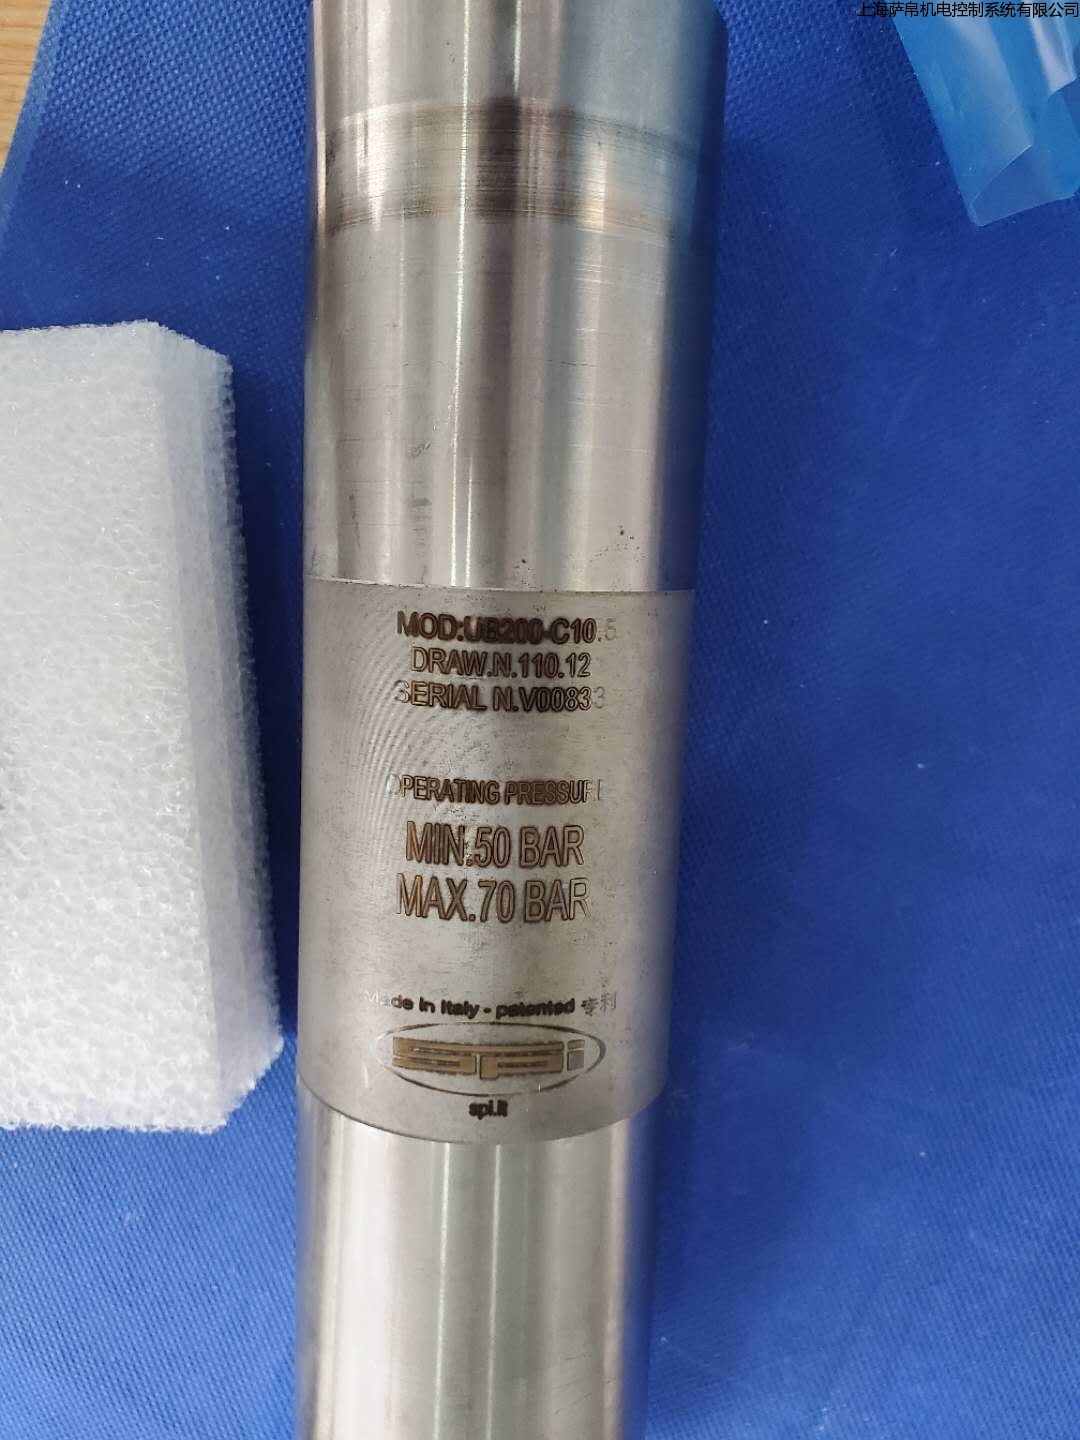 上海萨帛机电控制系统有限公司
MOD:UB200-C10.5
DRAW.N.110.12
SERIAL N.V00833
OPERATING PRESSURE
MIN.50 BAR
MAX.70 BAR
Made in Italy - patented 专利
spi
spi.it